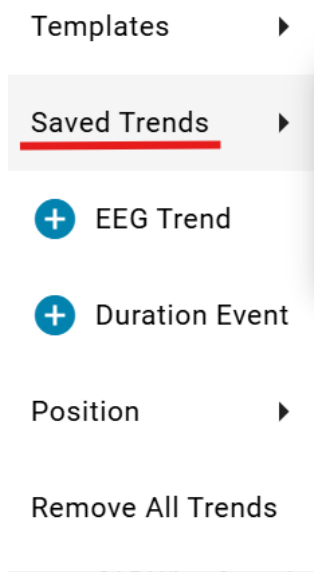 Templates
Saved Trends
EEG Trend
Duration Event
Position
Remove All Trends